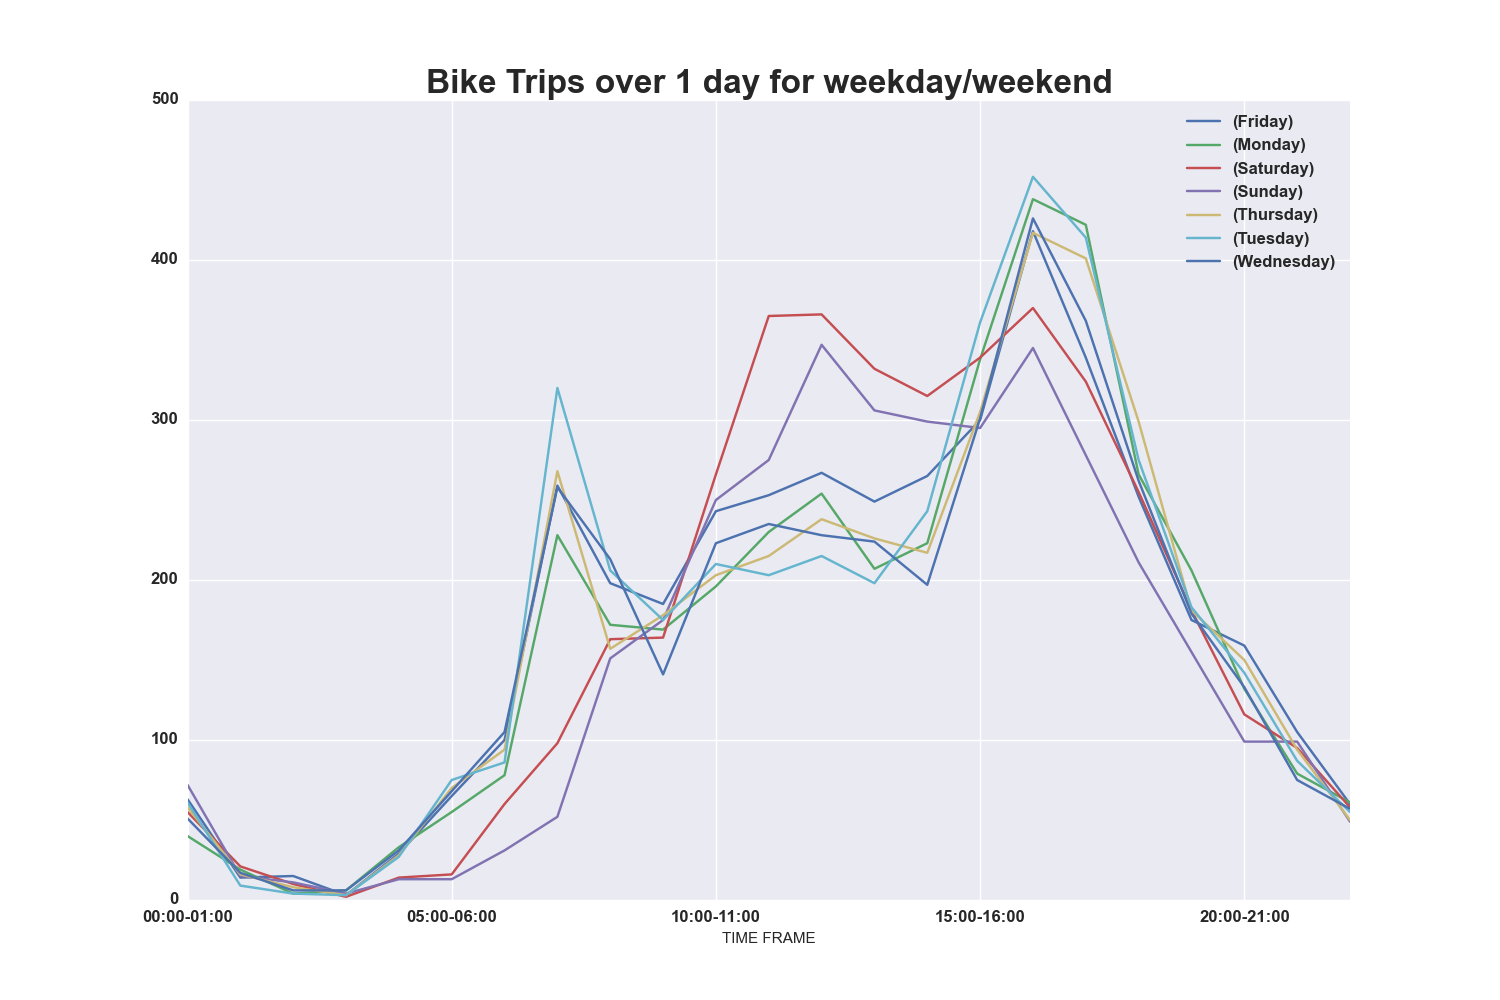 Bike Trips over 1 day for weekday/weekend
500
400
300
200
100
0
(Friday)
(Monday)
(Saturday)
(Sunday)
(Thursday)
(Tuesday)
(Wednesday)
00:00-01:00 05:00-06:00 10:00-11:00 15:00-16:00 20:00-21:00
TIME FRAME